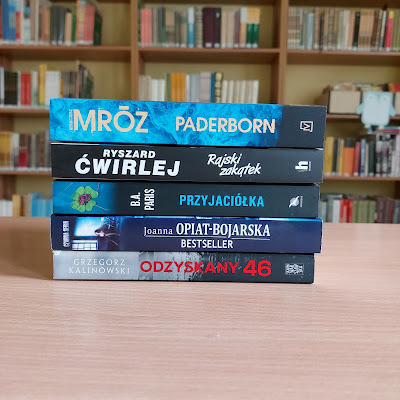 MRÓZ PADERBORN
RYSZARD
ĆWIRLEJ
Rajski zakątek
h
B.A.
PARIS
PRZYJACIÓŁKA
Joanna OPIAT-BOJARSKA
BESTSELLER
GRZEGORZ
KALINOWSKI
ODZYSKANY 46